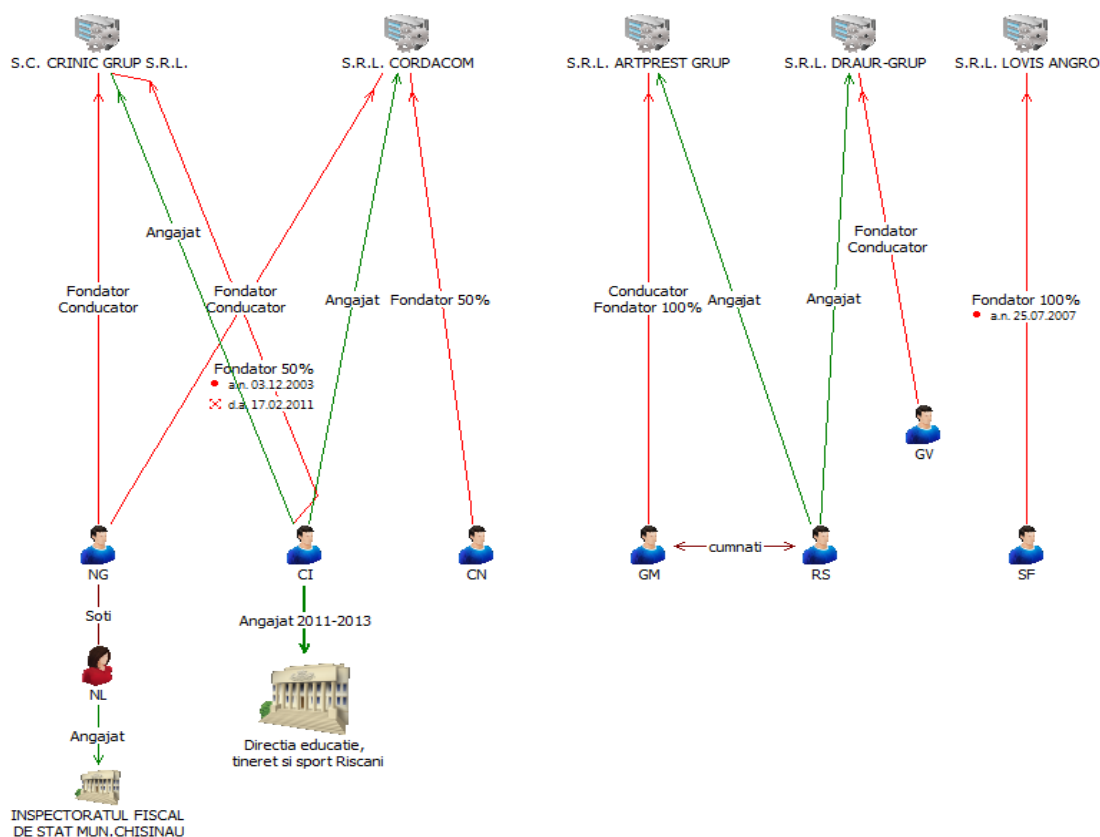 S.C. CRINIC GRUP S.R.L.
S.R.L. CORDACOM
S.R.L. ARTPREST GRUP
S.R.L. DRAUR-GRUP
S.R.L. LOVIS ANGRO
Angajat
Fondator
Conducator
Fondator
Conducator
Angajat
Fondator 50%
Conducator
Fondator 100%
Angajat
Angajat
Fondator
Conducator
Fondator 100%
a.n. 25.07.2007
Fondator 50%
a.n. 03.12.2003
d.a. 17.02.2011
GV
cumnati
NG
CI
CN
GM
RS
SF
Soti
Angajat 2011-2013
NL
Angajat
Directia educatie,
tineret si sport Riscani
INSPECTORATUL FISCAL
DE STAT MUN.CHISINAU